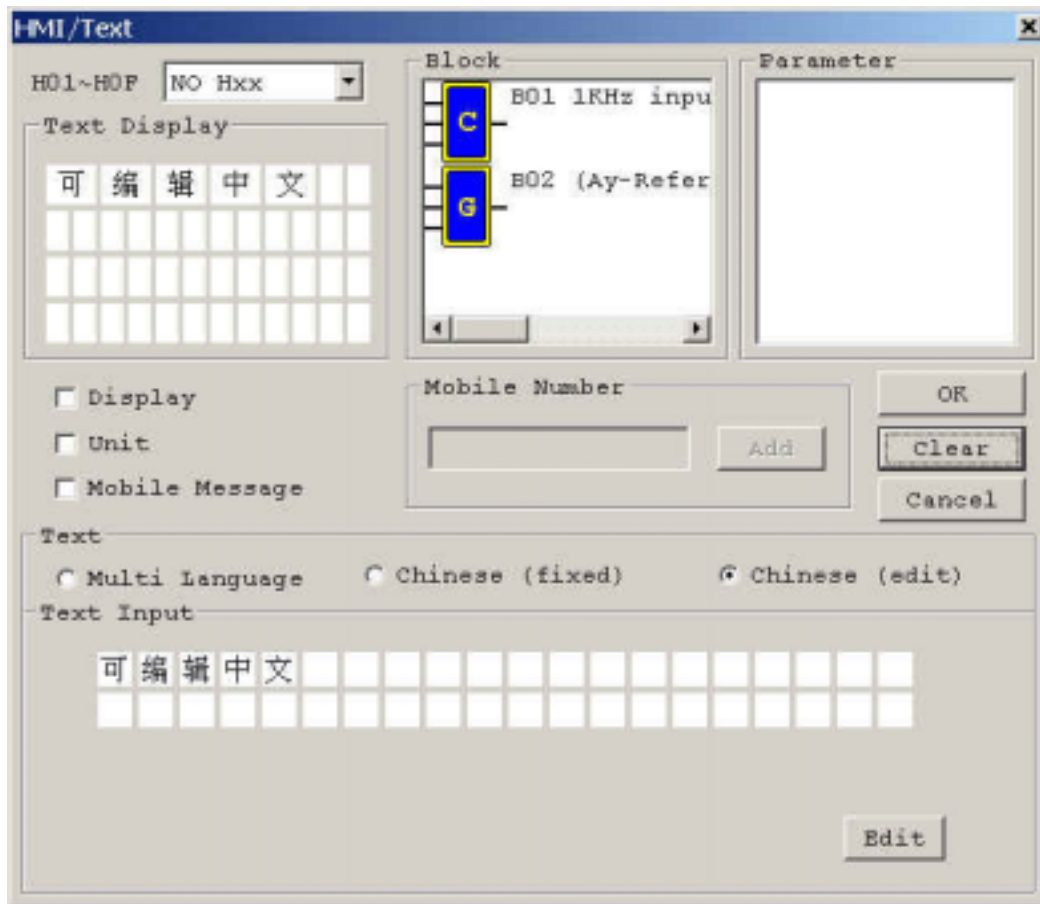 HMI/Text
H01~H0F NO Hxx
Text Display
可编辑中文
Block
C B01 1KHz inpu
G B02 (Ay-Refer
Parameter
Display
Unit
Mobile Message
Mobile Number
Add
OK
Clear
Cancel
Text
Multi Language Chinese (fixed) Chinese (edit)
Text Input
可编辑中文
Edit